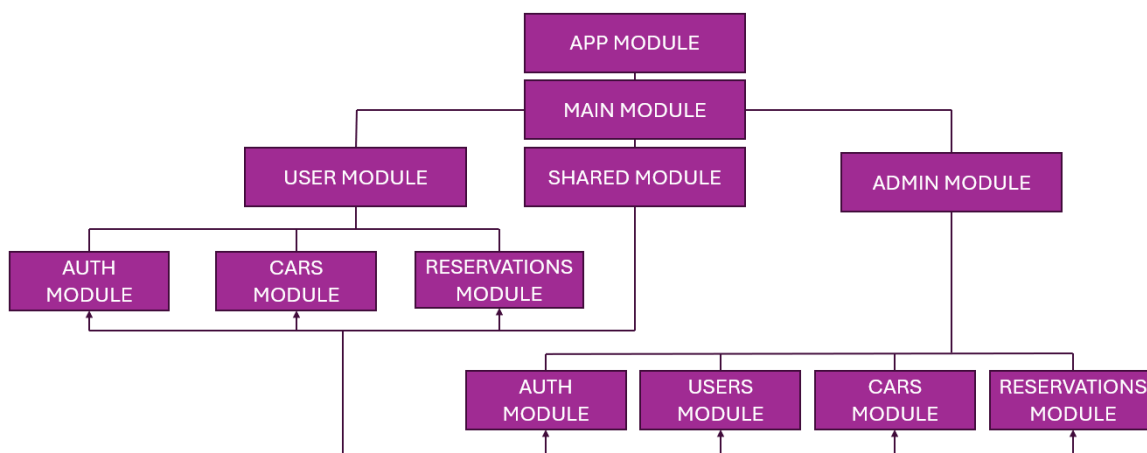 APP MODULE
MAIN MODULE
USER MODULE
SHARED MODULE
ADMIN MODULE
AUTH
MODULE
CARS
MODULE
RESERVATIONS
MODULE
AUTH
MODULE
USERS
MODULE
CARS
MODULE
RESERVATIONS
MODULE